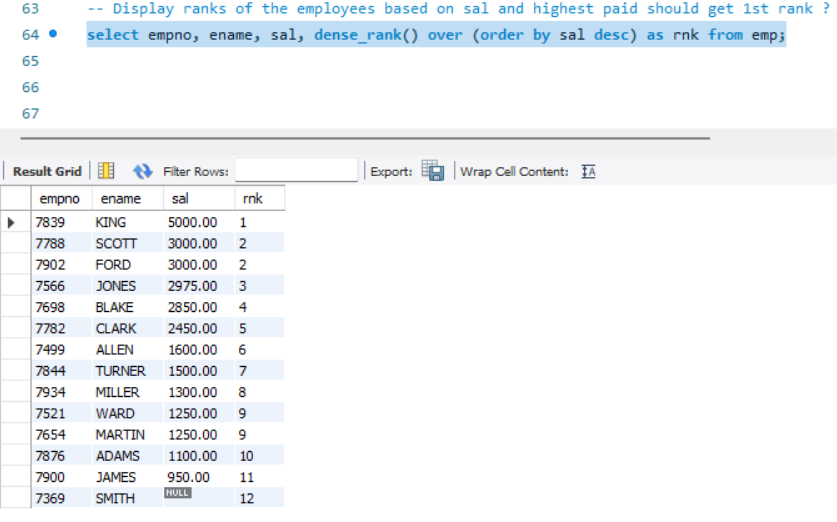 63 -- Display ranks of the employees based on sal and highest paid should get 1st rank ?
64 select empno, ename, sal, dense_rank() over (order by sal desc) as rnk from emp;
65
66
67
Result Grid Filter Rows: Export: Wrap Cell Content: IA
empno ename sal rnk
7839 KING 5000.00 1
7788 SCOTT 3000.00 2
7902 FORD 3000.00 2
7566 JONES 2975.00 3
7698 BLAKE 2850.00 4
7782 CLARK 2450.00 5
7499 ALLEN 1600.00 6
7844 TURNER 1500.00 7
7934 MILLER 1300.00 8
7521 WARD 1250.00 9
7654 MARTIN 1250.00 9
7876 ADAMS 1100.00 10
7900 JAMES 950.00 11
7369 SMITH NULL 12